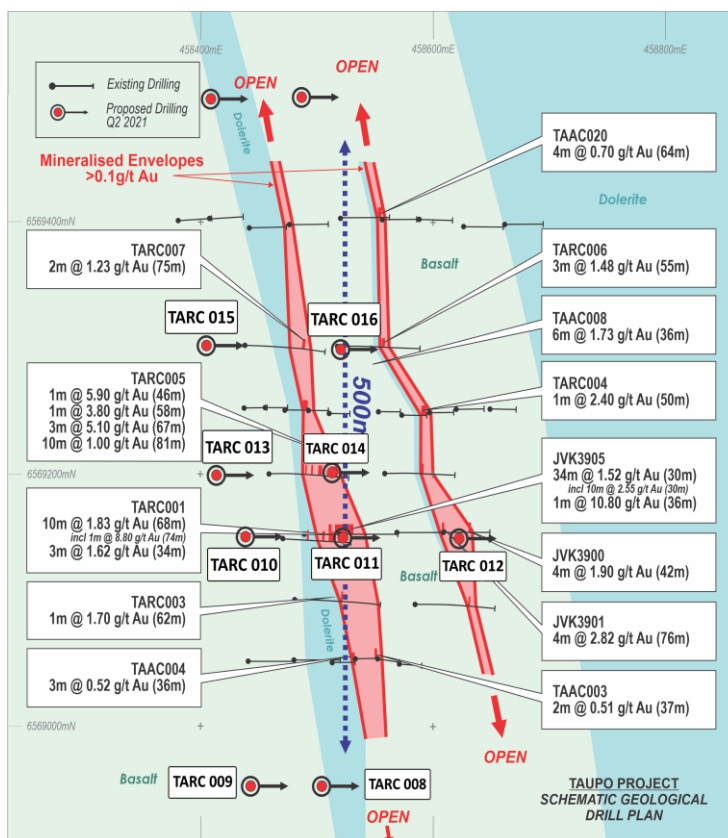 458400mE
458600mE
458800mE
Existing Drilling
Proposed Drilling
Q2 2021
OPEN
OPEN
Dolerite
Mineralised Envelopes
>0.1g/t Au
TAAC020
4m @ 0.70 g/t Au (64m)
Dolerite
6569400mN
TARC007
2m @ 1.23 g/t Au (75m)
Basalt
TARC006
3m @ 1.48 g/t Au (55m)
TARC 015
TARC 016
TAAC008
6m @ 1.73 g/t Au (36m)
TARC005
1m @ 5.90 g/t Au (46m)
1m @ 3.80 g/t Au (58m)
3m @ 5.10 g/t Au (67m)
10m @ 1.00 g/t Au (81m)
500m
TARC004
1m @ 2.40 g/t Au (50m)
TARC 013
TARC 014
6569200mN
JVK3905
34m @ 1.52 g/t Au (30m)
incl 10m @ 2.55 g/t Au (30m)
1m @ 10.80 g/t Au (36m)
TARC001
10m @ 1.83 g/t Au (68m)
incl 1m @ 8.80 g/t Au (74m)
3m @ 1.62 g/t Au (34m)
TARC 010
TARC 011
TARC 012
JVK3900
4m @ 1.90 g/t Au (42m)
Basalt
TARC003
1m @ 1.70 g/t Au (62m)
Dolerite
JVK3901
4m @ 2.82 g/t Au (76m)
TAAC004
3m @ 0.52 g/t Au (36m)
TAAC003
2m @ 0.51 g/t Au (37m)
6569000mN
OPEN
Basalt
TARC 009
TARC 008
OPEN
TAUPO PROJECT
SCHEMATIC GEOLOGICAL
DRILL PLAN